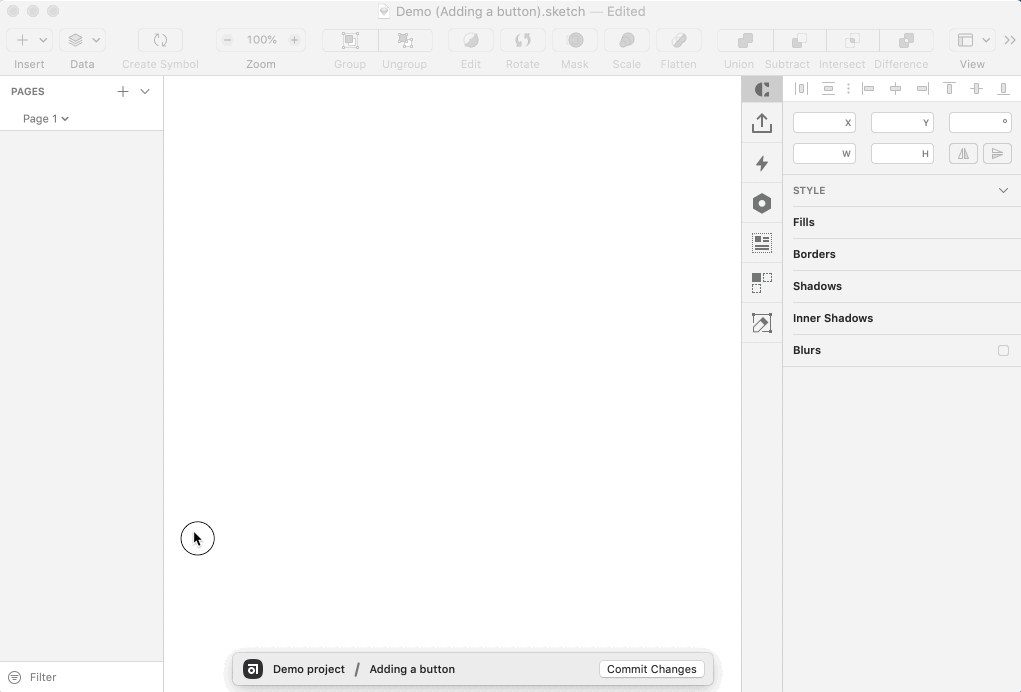 Demo (Adding a button).sketch — Edited
100%
Insert Data Create Symbol Zoom Group Ungroup Edit Rotate Mask Scale Flatten Union Subtract Intersect Difference View
PAGES
Page 1
X Y °
W H
STYLE
Fills
Borders
Shadows
Inner Shadows
Blurs
Demo project / Adding a button Commit Changes
Filter